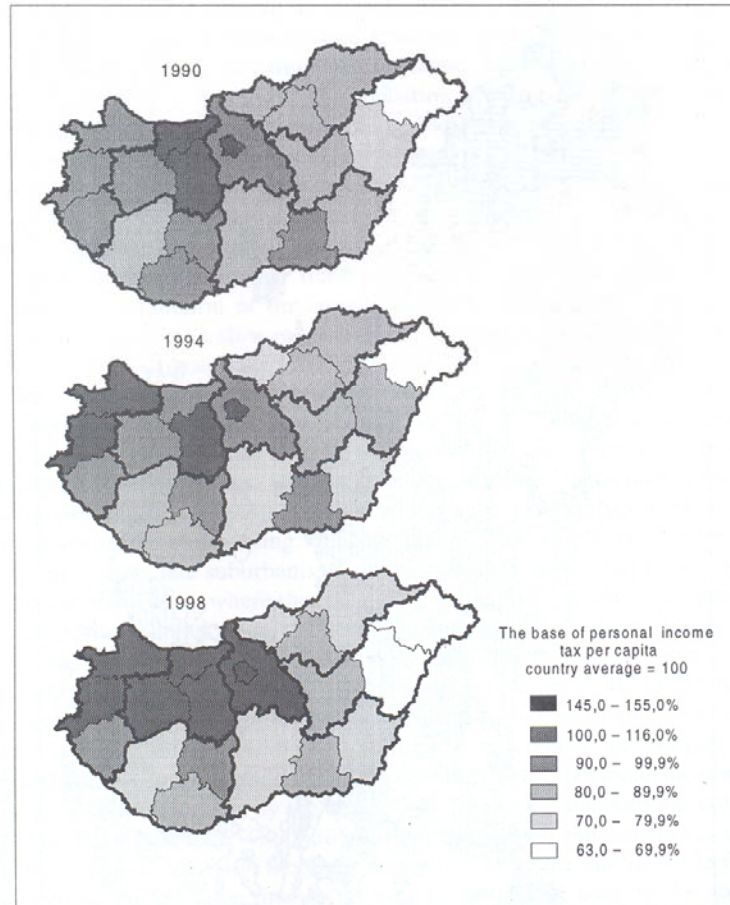 1990
1994
1998
The base of personal income
tax per capita
country average = 100
145,0 – 155,0%
100,0 – 116,0%
90,0 – 99,9%
80,0 – 89,9%
70,0 – 79,9%
63,0 – 69,9%